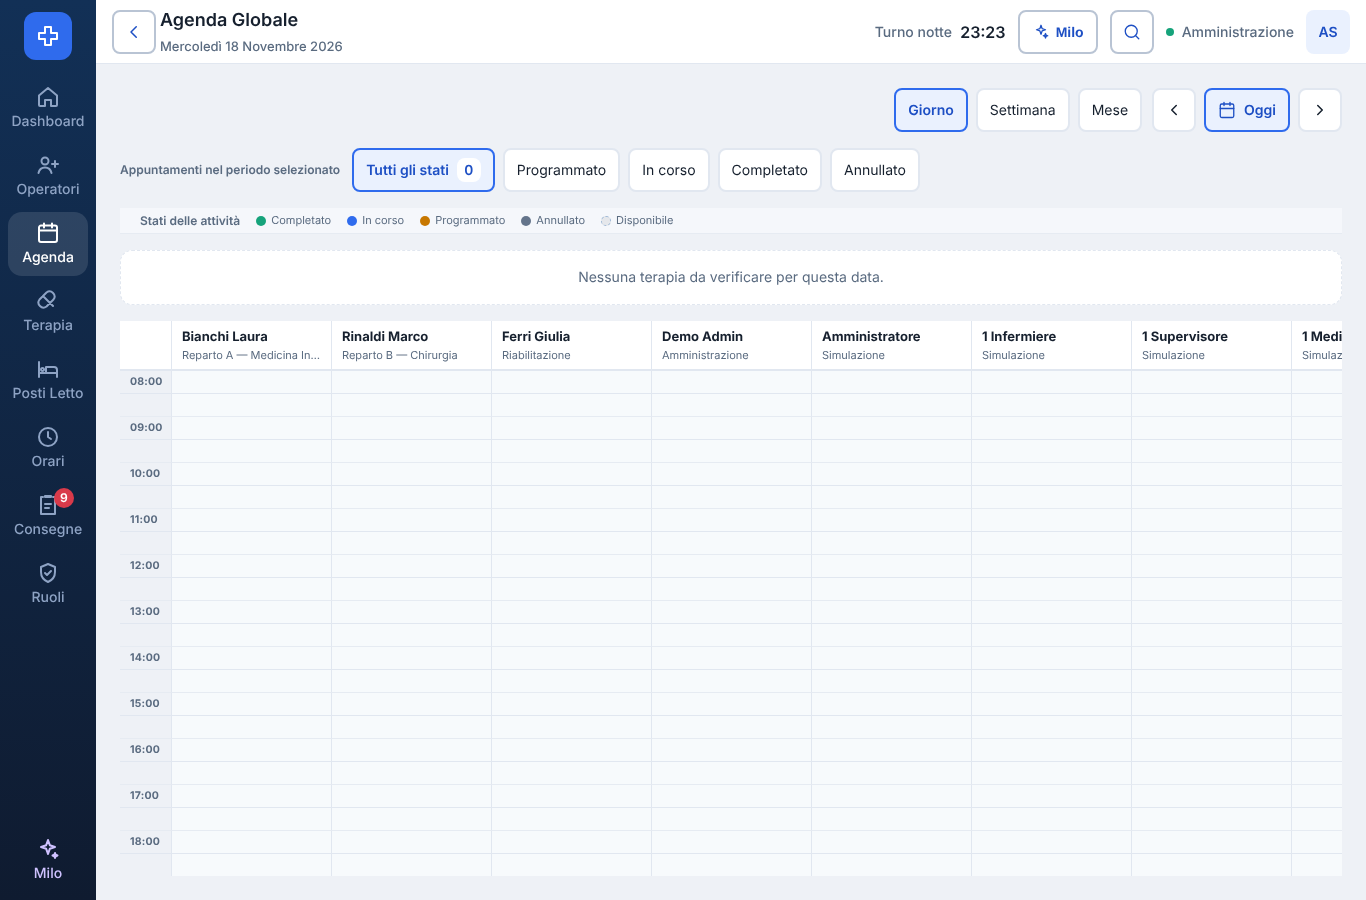 Agenda Globale
Mercoledì 18 Novembre 2026
Turno notte 23:23
Milo
Amministrazione
AS
Dashboard
Operatori
Agenda
Terapia
Posti Letto
Orari
9
Consegne
Ruoli
Milo
Giorno
Settimana
Mese
Oggi
Appuntamenti nel periodo selezionato
Tutti gli stati 0
Programmato
In corso
Completato
Annullato
Stati delle attività
Completato
In corso
Programmato
Annullato
Disponibile
Nessuna terapia da verificare per questa data.
Bianchi Laura
Reparto A — Medicina In...
Rinaldi Marco
Reparto B — Chirurgia
Ferri Giulia
Riabilitazione
Demo Admin
Amministrazione
Amministratore
Simulazione
1 Infermiere
Simulazione
1 Supervisore
Simulazione
1 Medi
Simulaz
08:00
09:00
10:00
11:00
12:00
13:00
14:00
15:00
16:00
17:00
18:00